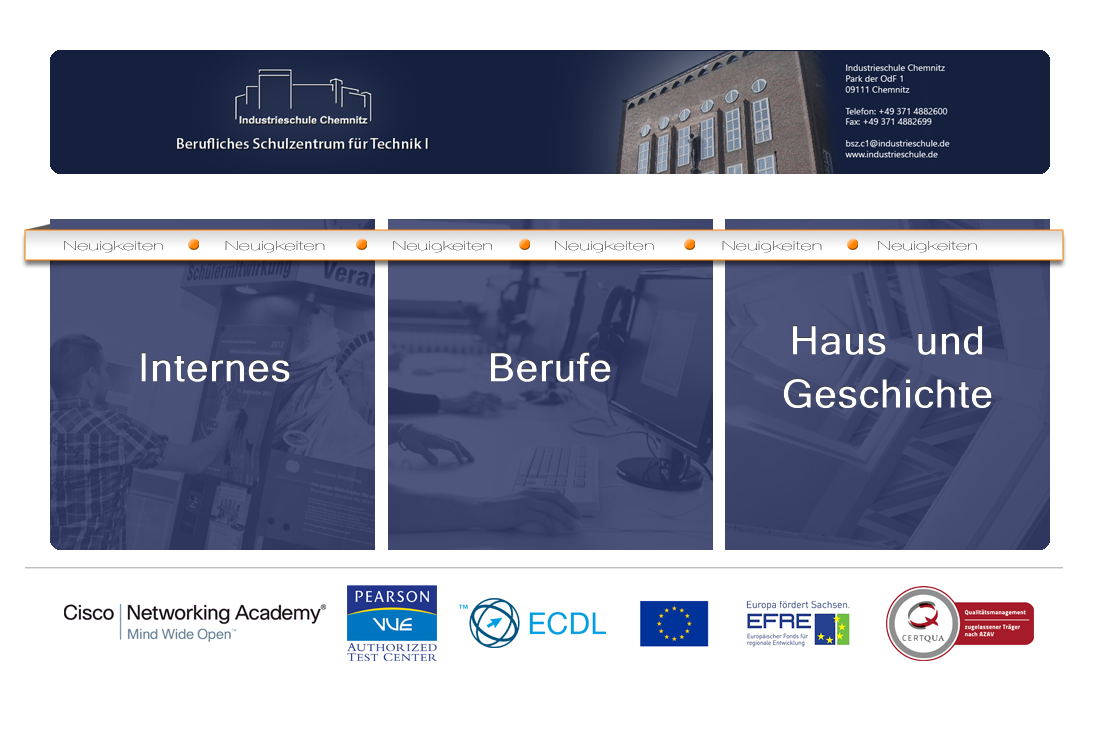 Industrieschule Chemnitz
Berufliches Schulzentrum für Technik I
Industrieschule Chemnitz
Park der OdF 1
09111 Chemnitz
Telefon: +49 371 4882600
Fax: +49 371 4882699
bsz.c1@industrieschule.de
www.industrieschule.de
Neuigkeiten Neuigkeiten Neuigkeiten Neuigkeiten Neuigkeiten Neuigkeiten
Schülermitwirkung
Veran
Internes
Berufe
Haus und
Geschichte
Cisco Networking Academy®
Mind Wide Open™
PEARSON
VUE
AUTHORIZED
TEST CENTER
™ ECDL
Europa fördert Sachsen.
EFRE
Europäischer Fonds für
regionale Entwicklung
CERTQUA
Qualitätsmanagement
zugelassener Träger
nach AZAV